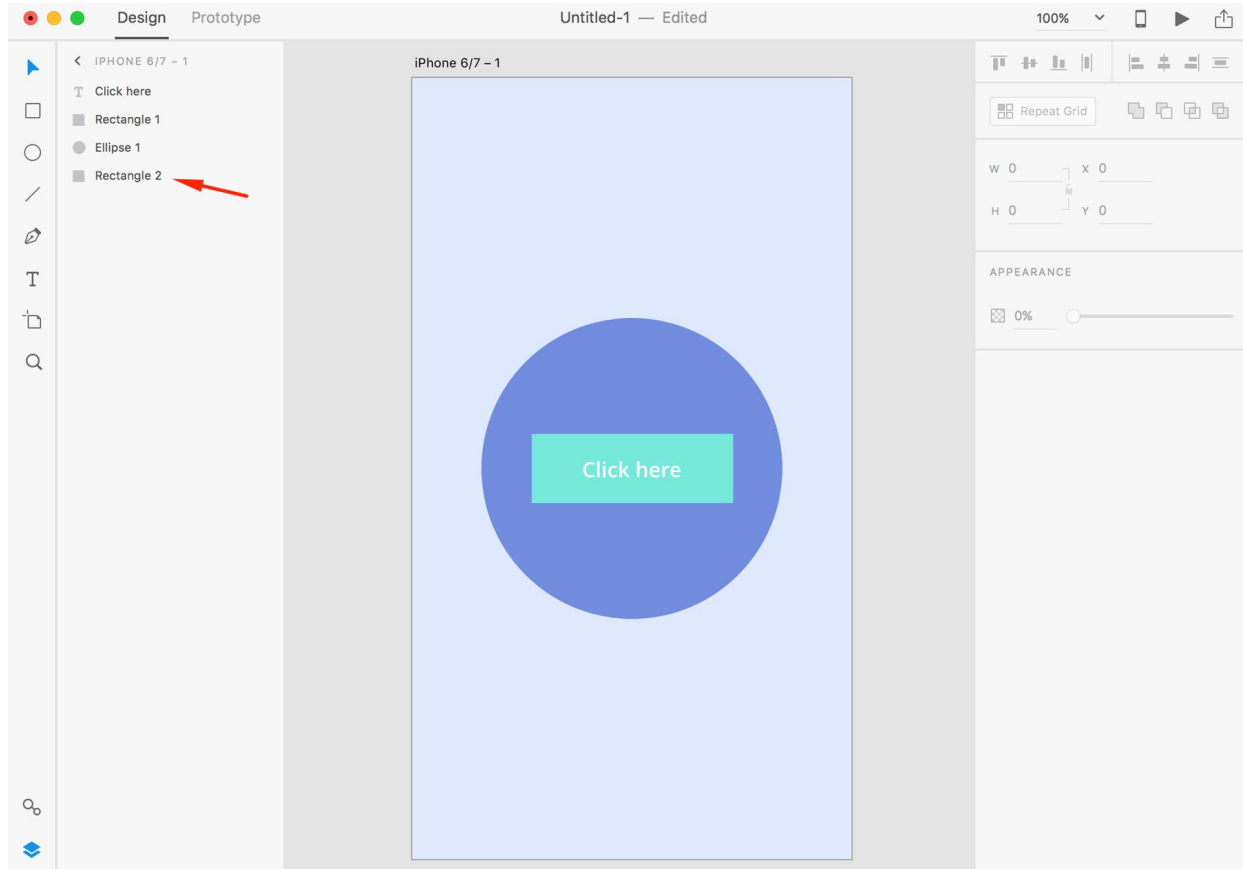 Design Prototype Untitled-1 — Edited 100%
< IPHONE 6/7 – 1
T Click here
Rectangle 1
Ellipse 1
Rectangle 2
iPhone 6/7 – 1
Click here
Repeat Grid
W 0 X 0
H 0 Y 0
APPEARANCE
0%